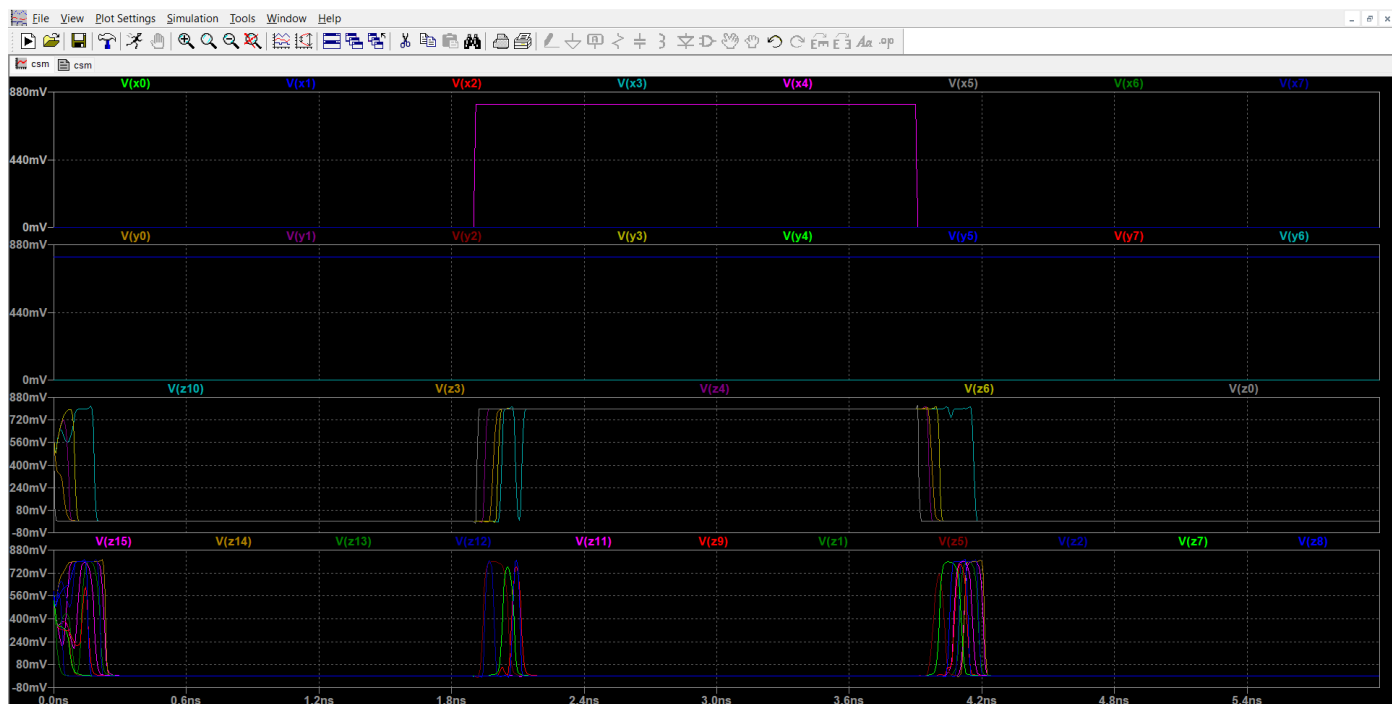 File View Plot Settings Simulation Tools Window Help
csm csm
V(x0) V(x1) V(x2) V(x3) V(x4) V(x5) V(x6) V(x7)
880mV
440mV
0mV
V(y0) V(y1) V(y2) V(y3) V(y4) V(y5) V(y7) V(y6)
880mV
440mV
0mV
V(z10) V(z3) V(z4) V(z6) V(z0)
880mV
720mV
560mV
400mV
240mV
80mV
-80mV
V(z15) V(z14) V(z13) V(z12) V(z11) V(z9) V(z1) V(z5) V(z2) V(z7) V(z8)
880mV
720mV
560mV
400mV
240mV
80mV
-80mV
0.0ns 0.6ns 1.2ns 1.8ns 2.4ns 3.0ns 3.6ns 4.2ns 4.8ns 5.4ns